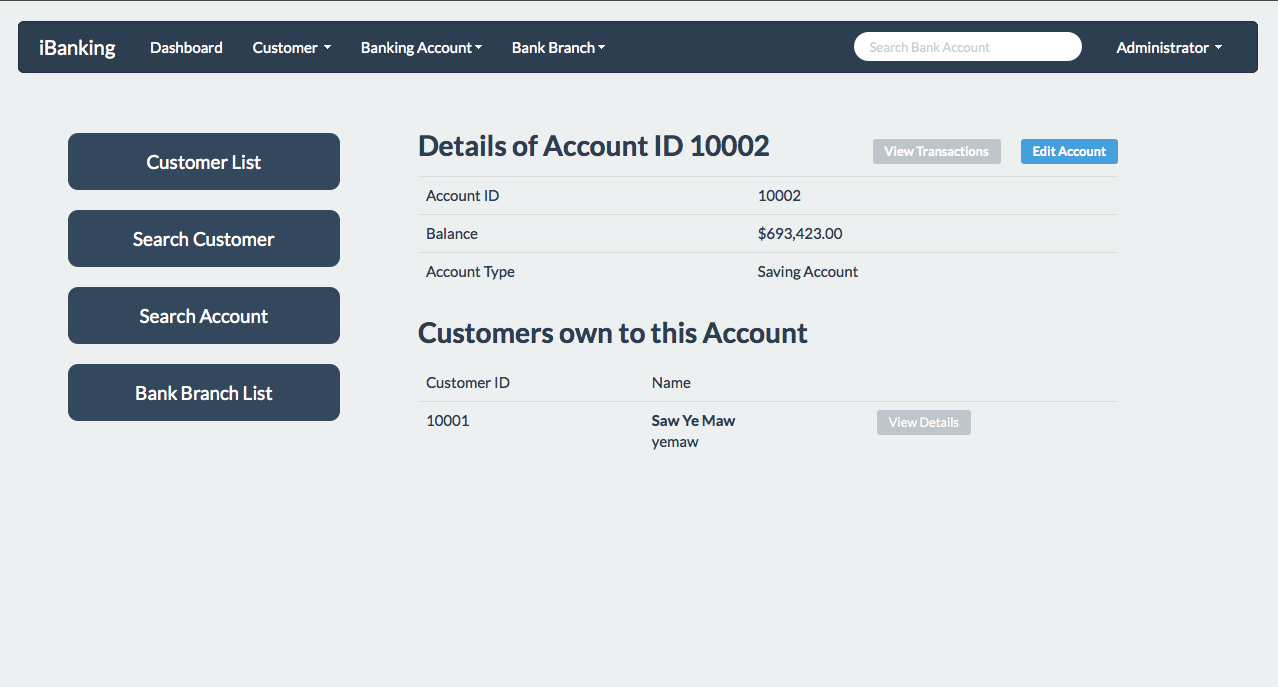 iBanking Dashboard Customer Banking Account Bank Branch Search Bank Account Administrator
Customer List
Search Customer
Search Account
Bank Branch List
Details of Account ID 10002 View Transactions Edit Account
Account ID 10002
Balance $693,423.00
Account Type Saving Account
Customers own to this Account
Customer ID Name
10001 Saw Ye Maw View Details
yemaw